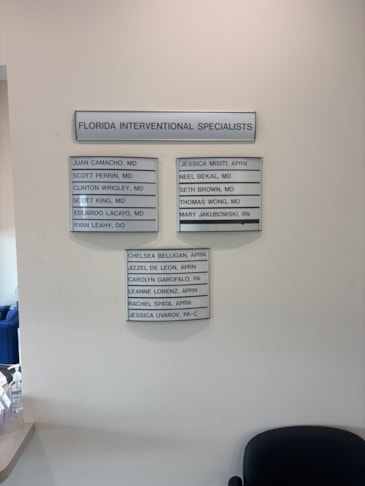 FLORIDA INTERVENTIONAL SPECIALISTS
JUAN CAMACHO, MD
SCOTT PERRIN, MD
CLINTON WRIGLEY, MD
SCOTT KING, MD
EDUARDO LACAYO, MD
RYAN LEAHY, DO
JESSICA MISITI, APRN
NEEL BEKAL, MD
SETH BROWN, MD
THOMAS WONG, MD
MARY JAKUBOWSKI, RN
CHELSEA BELLIGAN, APRN
JIZZEL DE LEON, APRN
CAROLYN GAROFALO, PA
LEANNE LORENZ, APRN
RACHEL SPATA, APRN
JESSICA UVAROV, PA-C